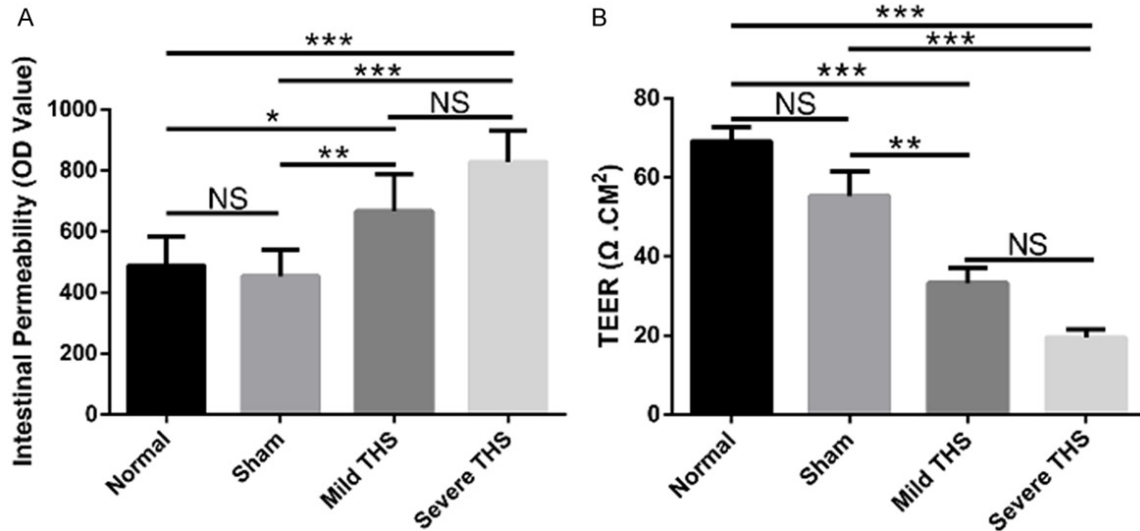 A
***
***
NS
*
**
NS
Intestinal Permeability (OD Value)
1000
800
600
400
200
0
Normal
Sham
Mild THS
Severe THS
B
***
***
***
NS
**
NS
TEER (Ω .CM²)
80
60
40
20
0
Normal
Sham
Mild THS
Severe THS